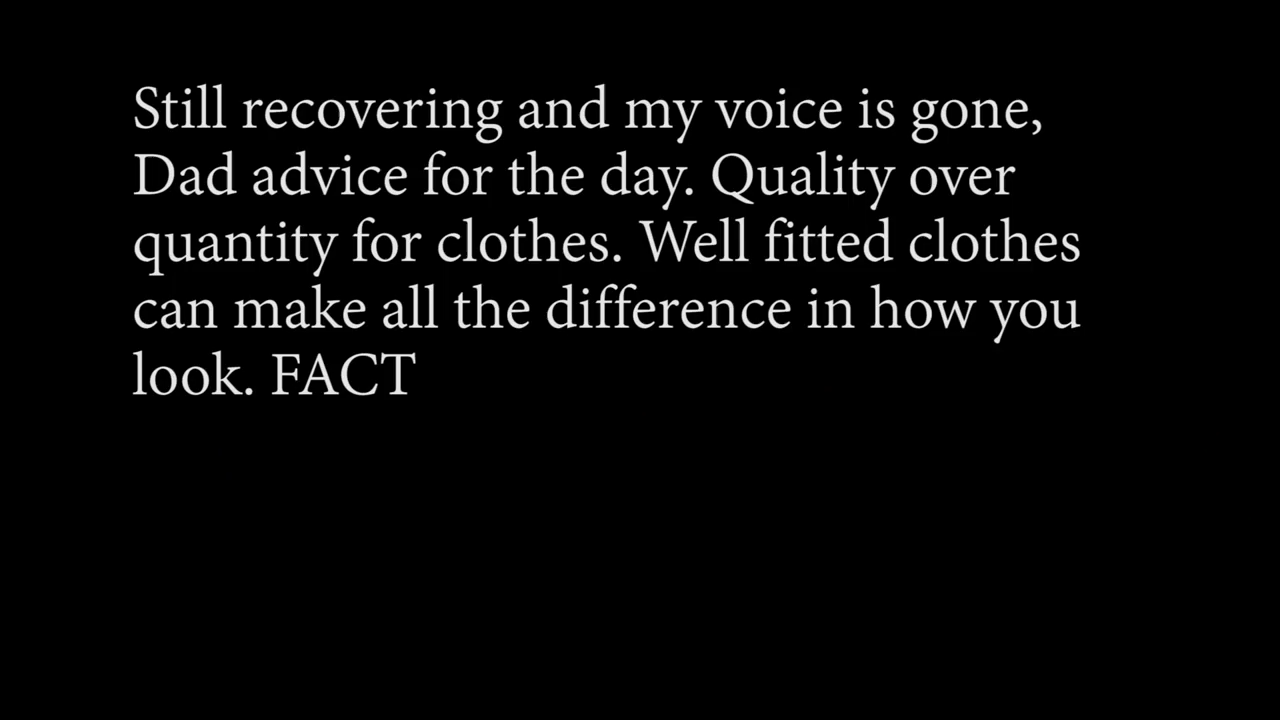 Still recovering and my voice is gone,
Dad advice for the day. Quality over
quantity for clothes. Well fitted clothes
can make all the difference in how you
look. FACT